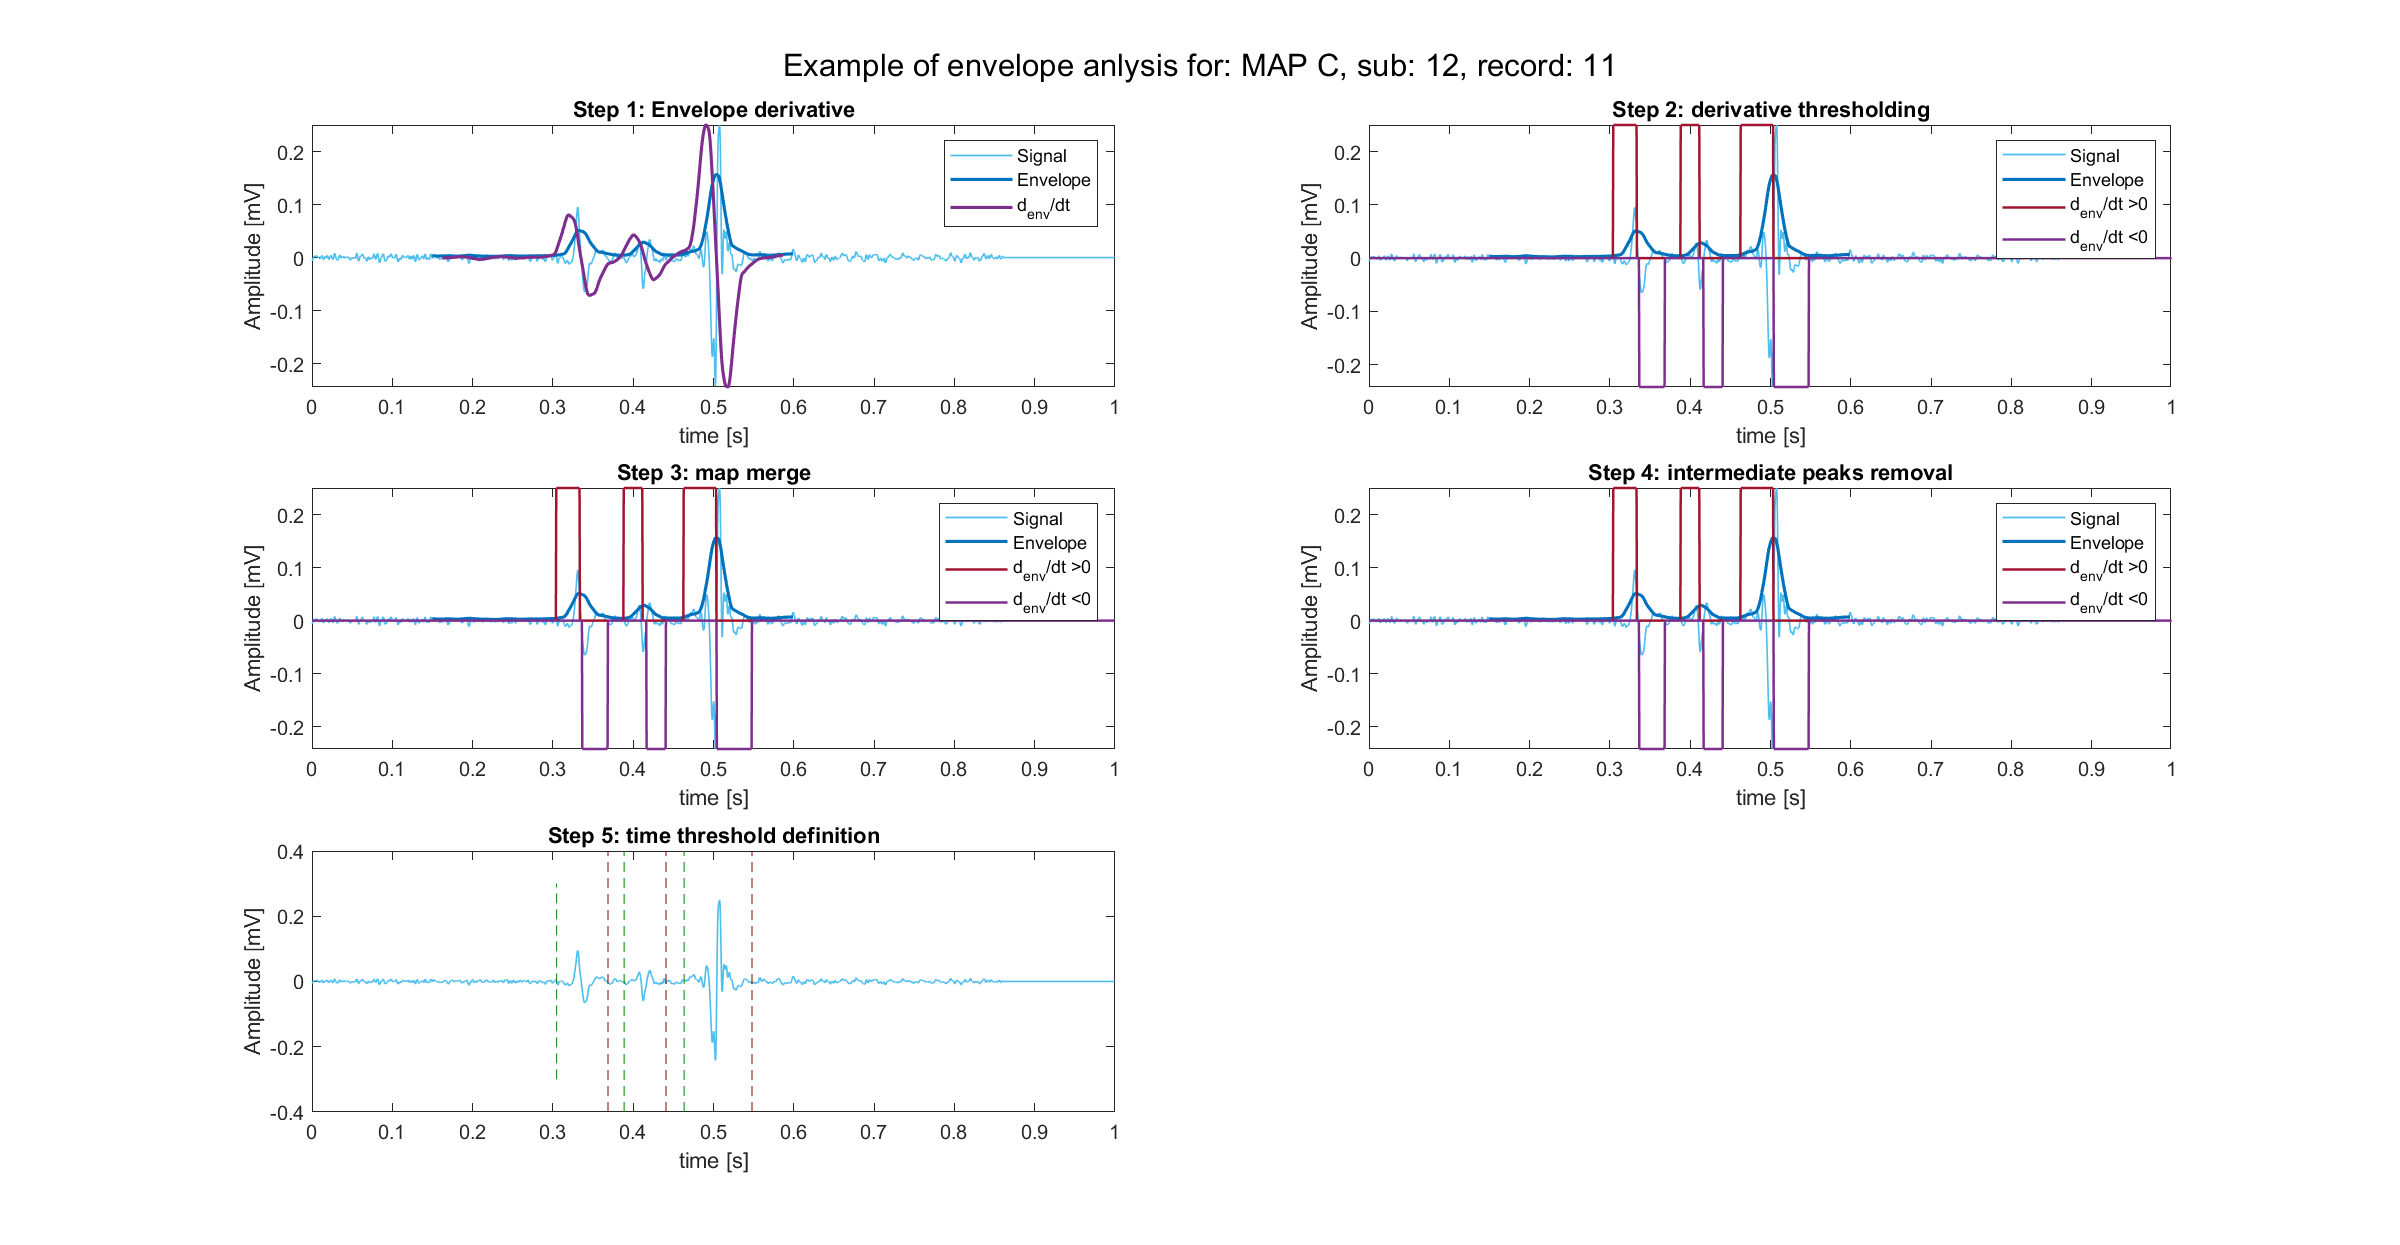 Example of envelope anlysis for: MAP C, sub: 12, record: 11
Step 1: Envelope derivative
Amplitude [mV]
0.2
0.1
0
-0.1
-0.2
Signal
Envelope
d_env/dt
0 0.1 0.2 0.3 0.4 0.5 0.6 0.7 0.8 0.9 1
time [s]
Step 2: derivative thresholding
Amplitude [mV]
0.2
0.1
0
-0.1
-0.2
Signal
Envelope
d_env/dt >0
d_env/dt <0
0 0.1 0.2 0.3 0.4 0.5 0.6 0.7 0.8 0.9 1
time [s]
Step 3: map merge
Amplitude [mV]
0.2
0.1
0
-0.1
-0.2
Signal
Envelope
d_env/dt >0
d_env/dt <0
0 0.1 0.2 0.3 0.4 0.5 0.6 0.7 0.8 0.9 1
time [s]
Step 4: intermediate peaks removal
Amplitude [mV]
0.2
0.1
0
-0.1
-0.2
Signal
Envelope
d_env/dt >0
d_env/dt <0
0 0.1 0.2 0.3 0.4 0.5 0.6 0.7 0.8 0.9 1
time [s]
Step 5: time threshold definition
Amplitude [mV]
0.4
0.2
0
-0.2
-0.4
0 0.1 0.2 0.3 0.4 0.5 0.6 0.7 0.8 0.9 1
time [s]